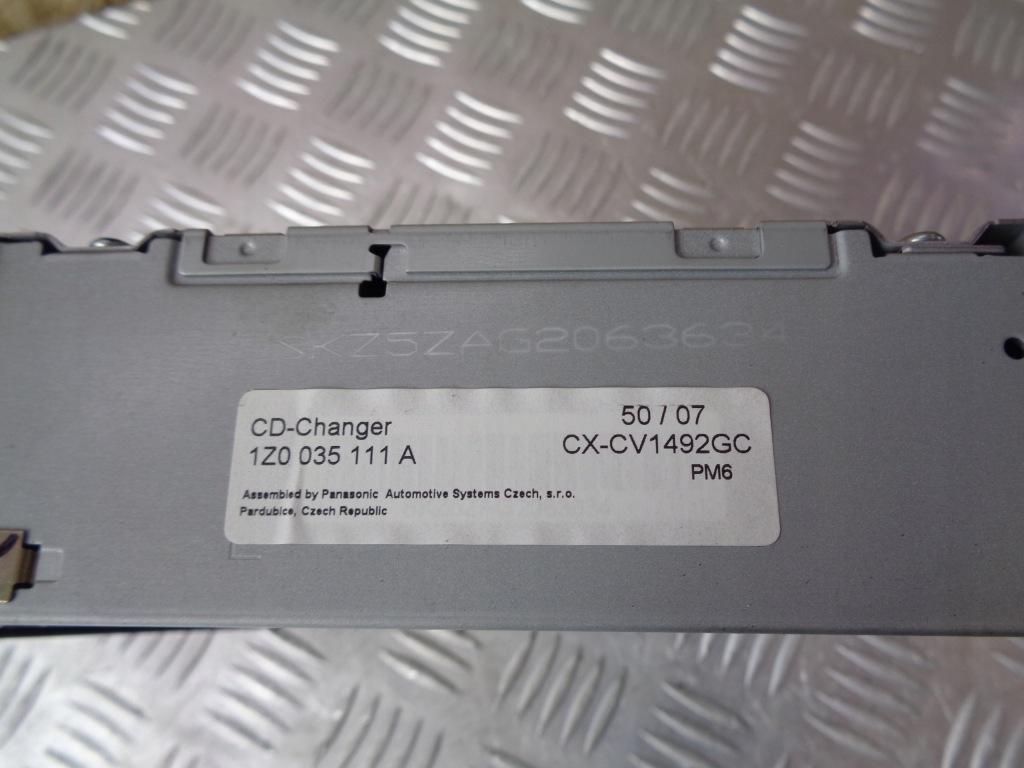 SKZ5ZAG2063634
CD-Changer
50 / 07
1Z0 035 111 A
CX-CV1492GC
PM6
Assembled by Panasonic Automotive Systems Czech, s.r.o.
Pardubice, Czech Republic